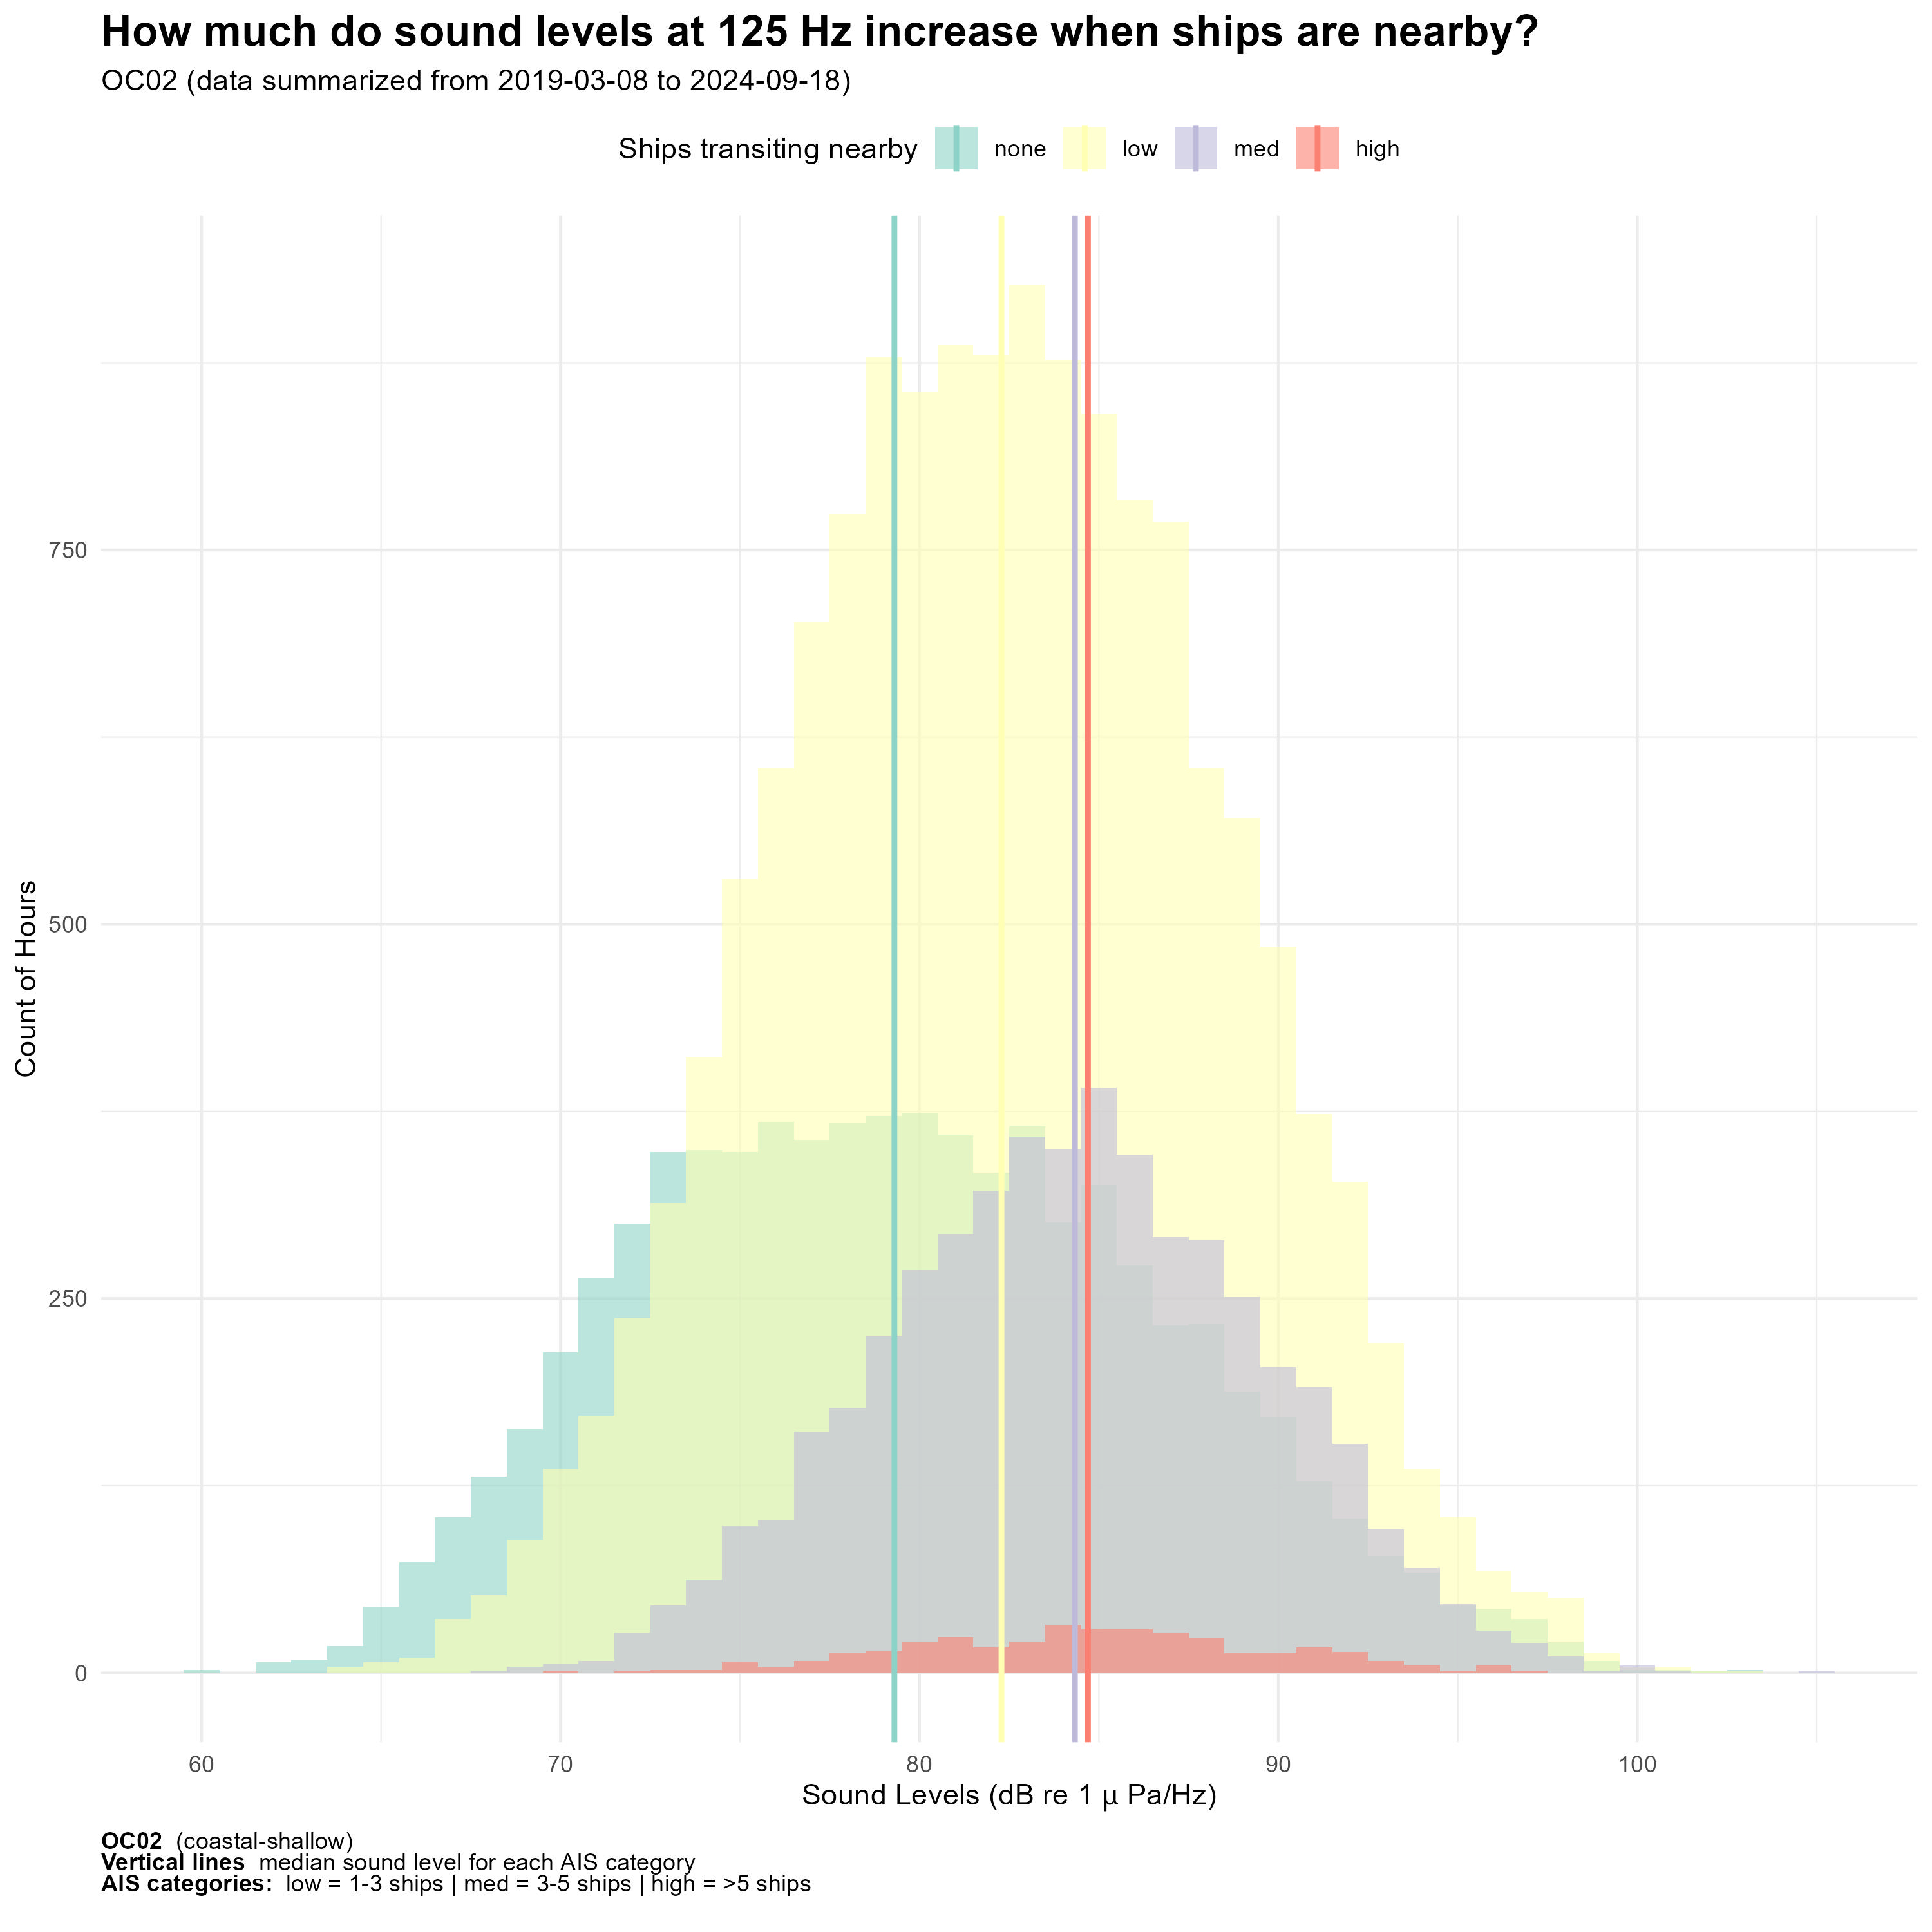 How much do sound levels at 125 Hz increase when ships are nearby?
OC02 (data summarized from 2019-03-08 to 2024-09-18)
Ships transiting nearby none low med high
750
500
250
0
Count of Hours
60 70 80 90 100
Sound Levels (dB re 1 μ Pa/Hz)
OC02 (coastal-shallow)
Vertical lines median sound level for each AIS category
AIS categories: low = 1-3 ships | med = 3-5 ships | high = >5 ships